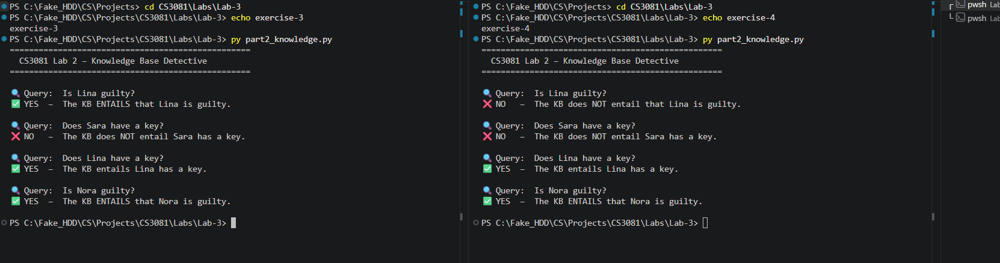 PS C:\Fake_HDD\CS\Projects> cd CS3081\Labs\Lab-3
PS C:\Fake_HDD\CS\Projects\CS3081\Labs\Lab-3> echo exercise-3
exercise-3
PS C:\Fake_HDD\CS\Projects\CS3081\Labs\Lab-3> py part2_knowledge.py
==================================================
CS3081 Lab 2 – Knowledge Base Detective
==================================================
🔍 Query:  Is Lina guilty?
✅ YES  –  The KB ENTAILS that Lina is guilty.
🔍 Query:  Does Sara have a key?
❌ NO   –  The KB does NOT entail Sara has a key.
🔍 Query:  Does Lina have a key?
✅ YES  –  The KB entails Lina has a key.
🔍 Query:  Is Nora guilty?
✅ YES  –  The KB ENTAILS that Nora is guilty.
PS C:\Fake_HDD\CS\Projects\CS3081\Labs\Lab-3>
PS C:\Fake_HDD\CS\Projects> cd CS3081\Labs\Lab-3
PS C:\Fake_HDD\CS\Projects\CS3081\Labs\Lab-3> echo exercise-4
exercise-4
PS C:\Fake_HDD\CS\Projects\CS3081\Labs\Lab-3> py part2_knowledge.py
==================================================
CS3081 Lab 2 – Knowledge Base Detective
==================================================
🔍 Query:  Is Lina guilty?
❌ NO   –  The KB does NOT entail that Lina is guilty.
🔍 Query:  Does Sara have a key?
❌ NO   –  The KB does NOT entail Sara has a key.
🔍 Query:  Does Lina have a key?
✅ YES  –  The KB entails Lina has a key.
🔍 Query:  Is Nora guilty?
✅ YES  –  The KB ENTAILS that Nora is guilty.
PS C:\Fake_HDD\CS\Projects\CS3081\Labs\Lab-3>
pwsh Lab
pwsh Lab